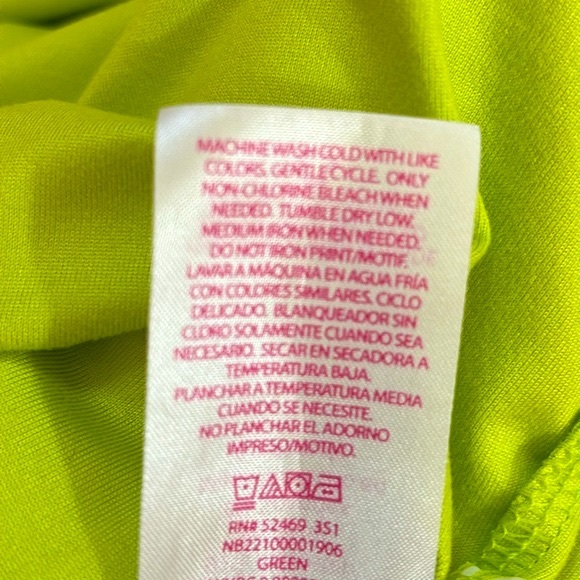 MACHINE WASH COLD WITH LIKE
COLORS. GENTLE CYCLE. ONLY
NON-CHLORINE BLEACH WHEN
NEEDED. TUMBLE DRY LOW.
MEDIUM IRON WHEN NEEDED.
DO NOT IRON PRINT/MOTIF.
LAVAR A MÁQUINA EN AGUA FRÍA
CON COLORES SIMILARES. CICLO
DELICADO. BLANQUEADOR SIN
CLORO SOLAMENTE CUANDO SEA
NECESARIO. SECAR EN SECADORA A
TEMPERATURA BAJA.
PLANCHAR A TEMPERATURA MEDIA
CUANDO SE NECESITE.
NO PLANCHAR EL ADORNO
IMPRESO/MOTIVO.
RN# 52469 3S1
NB22100001906
GREEN